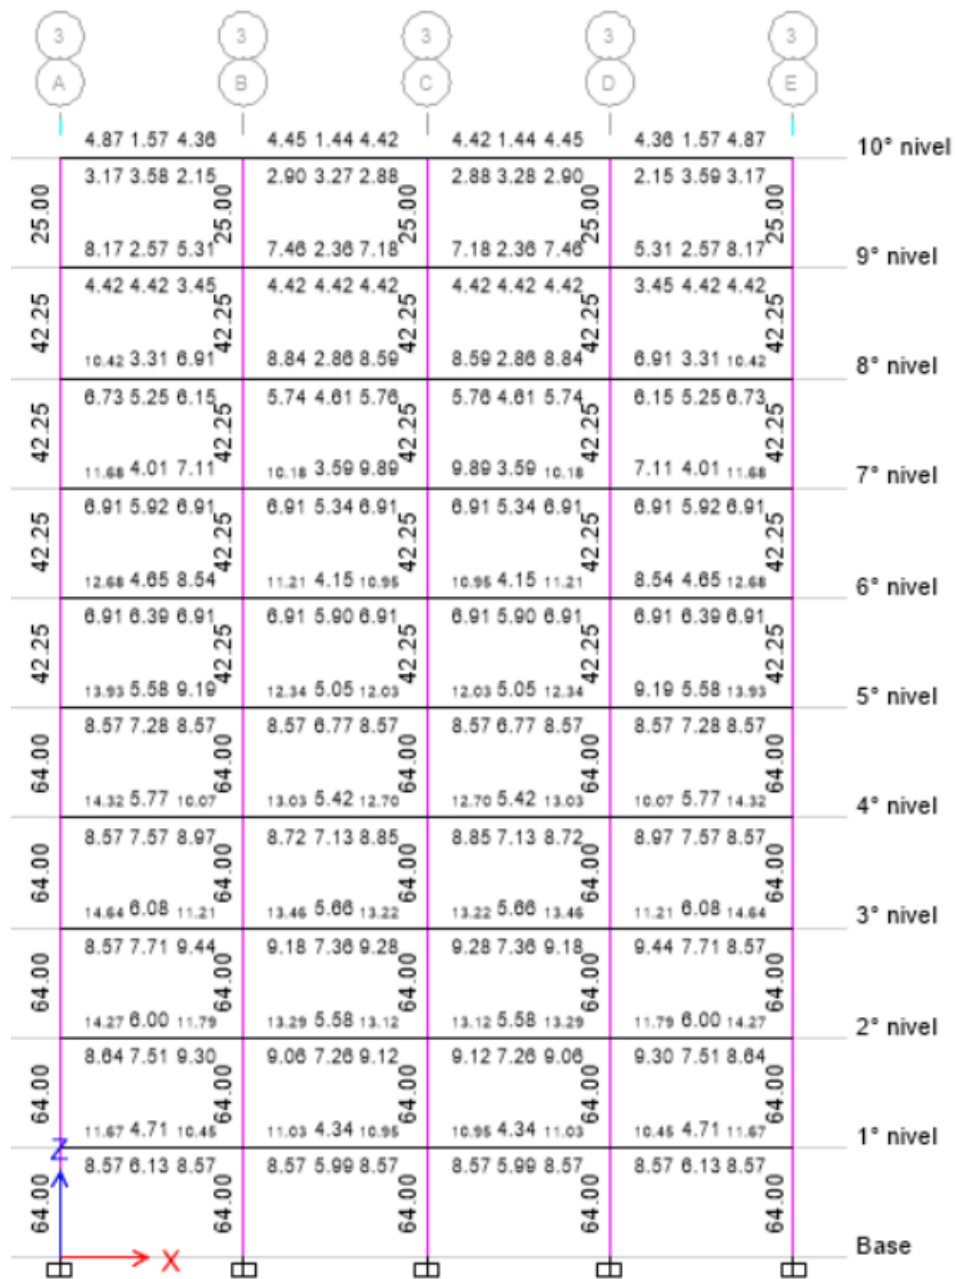 3 3 3 3 3
A B C D E
4.87 1.57 4.36 4.45 1.44 4.42 4.42 1.44 4.45 4.36 1.57 4.87 10° nivel
3.17 3.58 2.15 2.90 3.27 2.88 2.88 3.28 2.90 2.15 3.59 3.17
25.00 25.00 25.00 25.00 25.00
8.17 2.57 5.31 7.46 2.36 7.18 7.18 2.36 7.46 5.31 2.57 8.17 9° nivel
4.42 4.42 3.45 4.42 4.42 4.42 4.42 4.42 4.42 3.45 4.42 4.42
42.25 42.25 42.25 42.25 42.25
10.42 3.31 6.91 8.84 2.86 8.59 8.59 2.86 8.84 6.91 3.31 10.42 8° nivel
6.73 5.25 6.15 5.74 4.61 5.76 5.76 4.61 5.74 6.15 5.25 6.73
42.25 42.25 42.25 42.25 42.25
11.68 4.01 7.11 10.18 3.59 9.89 9.89 3.59 10.18 7.11 4.01 11.68 7° nivel
6.91 5.92 6.91 6.91 5.34 6.91 6.91 5.34 6.91 6.91 5.92 6.91
42.25 42.25 42.25 42.25 42.25
12.68 4.65 8.54 11.21 4.15 10.95 10.95 4.15 11.21 8.54 4.65 12.68 6° nivel
6.91 6.39 6.91 6.91 5.90 6.91 6.91 5.90 6.91 6.91 6.39 6.91
42.25 42.25 42.25 42.25 42.25
13.93 5.58 9.19 12.34 5.05 12.03 12.03 5.05 12.34 9.19 5.58 13.93 5° nivel
8.57 7.28 8.57 8.57 6.77 8.57 8.57 6.77 8.57 8.57 7.28 8.57
64.00 64.00 64.00 64.00 64.00
14.32 5.77 10.07 13.03 5.42 12.70 12.70 5.42 13.03 10.07 5.77 14.32 4° nivel
8.57 7.57 8.97 8.72 7.13 8.85 8.85 7.13 8.72 8.97 7.57 8.57
64.00 64.00 64.00 64.00 64.00
14.64 6.08 11.21 13.46 5.66 13.22 13.22 5.66 13.46 11.21 6.08 14.64 3° nivel
8.57 7.71 9.44 9.18 7.36 9.28 9.28 7.36 9.18 9.44 7.71 8.57
64.00 64.00 64.00 64.00 64.00
14.27 6.00 11.79 13.29 5.58 13.12 13.12 5.58 13.29 11.79 6.00 14.27 2° nivel
8.64 7.51 9.30 9.06 7.26 9.12 9.12 7.26 9.06 9.30 7.51 8.64
64.00 64.00 64.00 64.00 64.00
11.67 4.71 10.45 11.03 4.34 10.95 10.95 4.34 11.03 10.45 4.71 11.67 1° nivel
Z
8.57 6.13 8.57 8.57 5.99 8.57 8.57 5.99 8.57 8.57 6.13 8.57
64.00 64.00 64.00 64.00 64.00
X Base